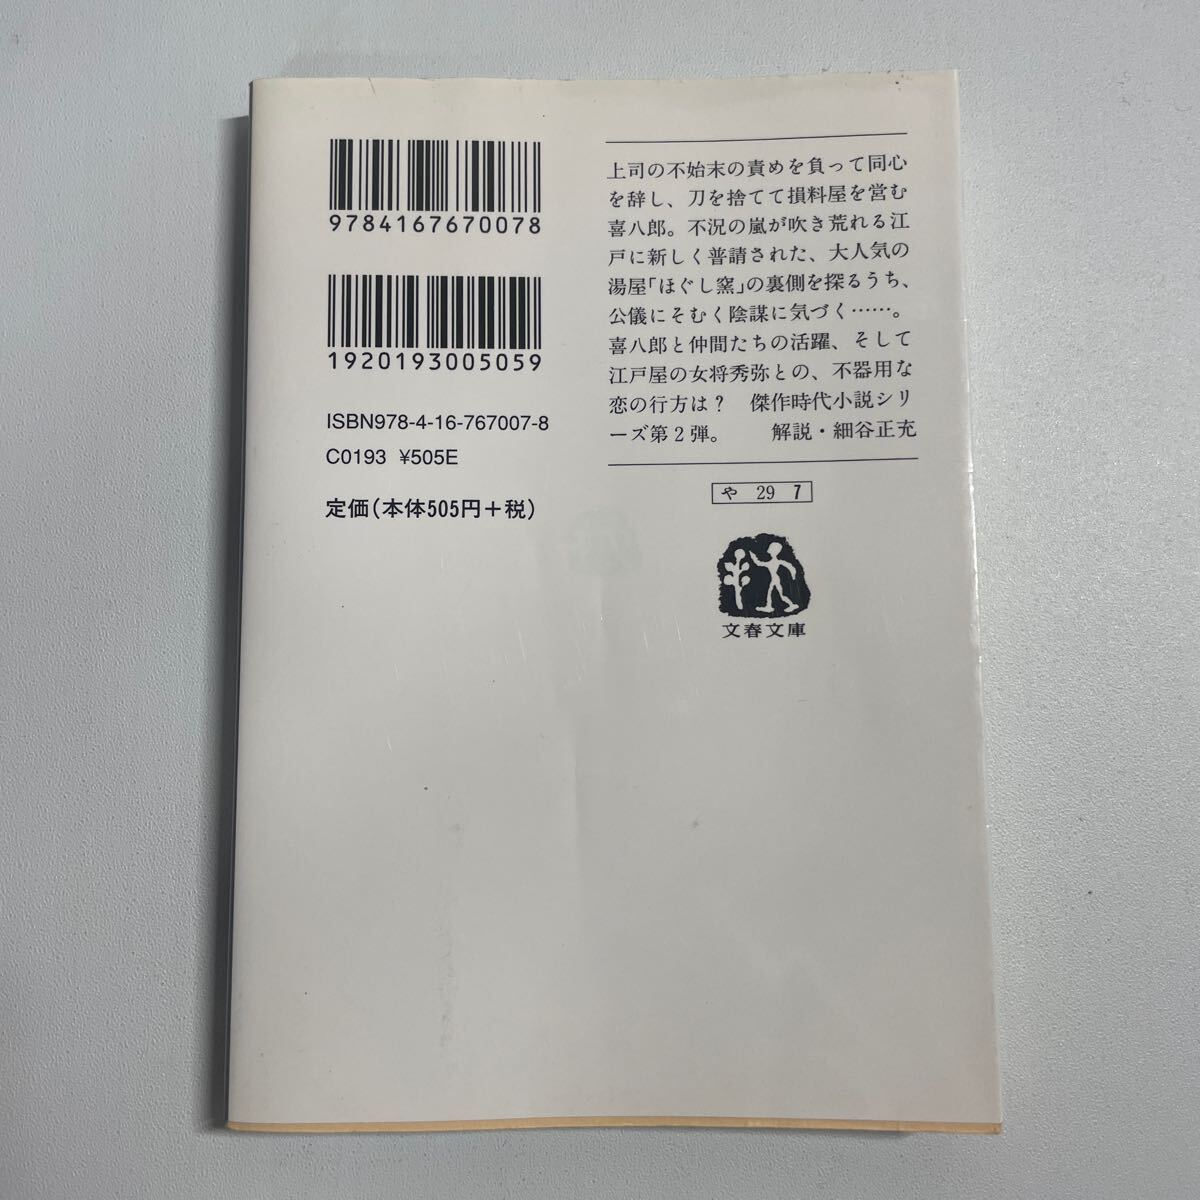 9784167670078
1920193005059
ISBN978-4-16-767007-8
C0193 ¥505E
定価(本体505円+税)
上司の不始末の責めを負って同心
を辞し、刀を捨てて損料屋を営む
喜八郎。不況の嵐が吹き荒れる江
戸に新しく普請された、大人気の
湯屋「ほぐし窯」の裏側を探るうち、
公儀にそむく陰謀に気づく……。
喜八郎と仲間たちの活躍、そして
江戸屋の女将秀弥との、不器用な
恋の行方は？　傑作時代小説シリ
ーズ第２弾。　解説・細谷正充
や 29 7
文春文庫